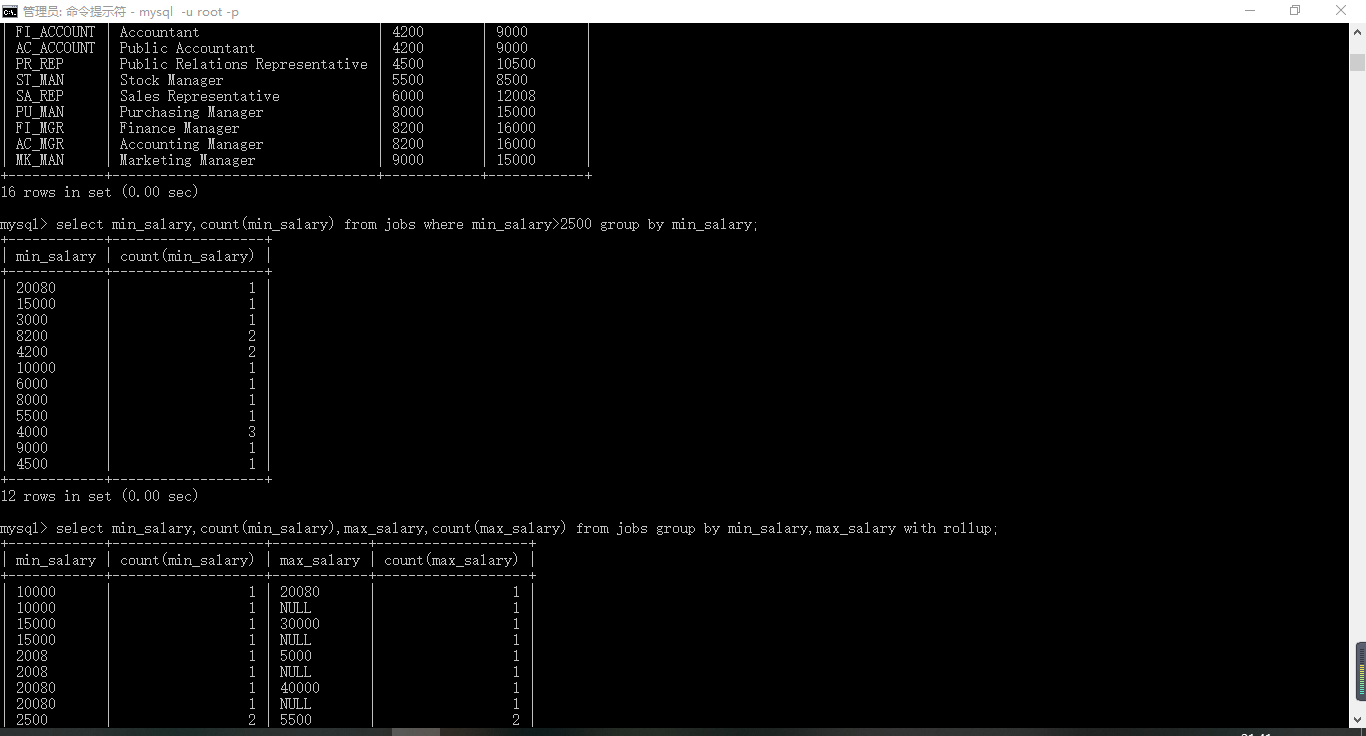 管理员: 命令提示符 - mysql -u root -p
| FI_ACCOUNT | Accountant | 4200 | 9000 |
| AC_ACCOUNT | Public Accountant | 4200 | 9000 |
| PR_REP | Public Relations Representative | 4500 | 10500 |
| ST_MAN | Stock Manager | 5500 | 8500 |
| SA_REP | Sales Representative | 6000 | 12008 |
| PU_MAN | Purchasing Manager | 8000 | 15000 |
| FI_MGR | Finance Manager | 8200 | 16000 |
| AC_MGR | Accounting Manager | 8200 | 16000 |
| MK_MAN | Marketing Manager | 9000 | 15000 |
+------------+---------------------------------+------------+------------+
16 rows in set (0.00 sec)
mysql> select min_salary,count(min_salary) from jobs where min_salary>2500 group by min_salary;
+------------+-------------------+
| min_salary | count(min_salary) |
+------------+-------------------+
| 20080 | 1 |
| 15000 | 1 |
| 3000 | 1 |
| 8200 | 2 |
| 4200 | 2 |
| 10000 | 1 |
| 6000 | 1 |
| 8000 | 1 |
| 5500 | 1 |
| 4000 | 3 |
| 9000 | 1 |
| 4500 | 1 |
+------------+-------------------+
12 rows in set (0.00 sec)
mysql> select min_salary,count(min_salary),max_salary,count(max_salary) from jobs group by min_salary,max_salary with rollup;
+------------+-------------------+------------+-------------------+
| min_salary | count(min_salary) | max_salary | count(max_salary) |
+------------+-------------------+------------+-------------------+
| 10000 | 1 | 20080 | 1 |
| 10000 | 1 | NULL | 1 |
| 15000 | 1 | 30000 | 1 |
| 15000 | 1 | NULL | 1 |
| 2008 | 1 | 5000 | 1 |
| 2008 | 1 | NULL | 1 |
| 20080 | 1 | 40000 | 1 |
| 20080 | 1 | NULL | 1 |
| 2500 | 2 | 5500 | 2 |